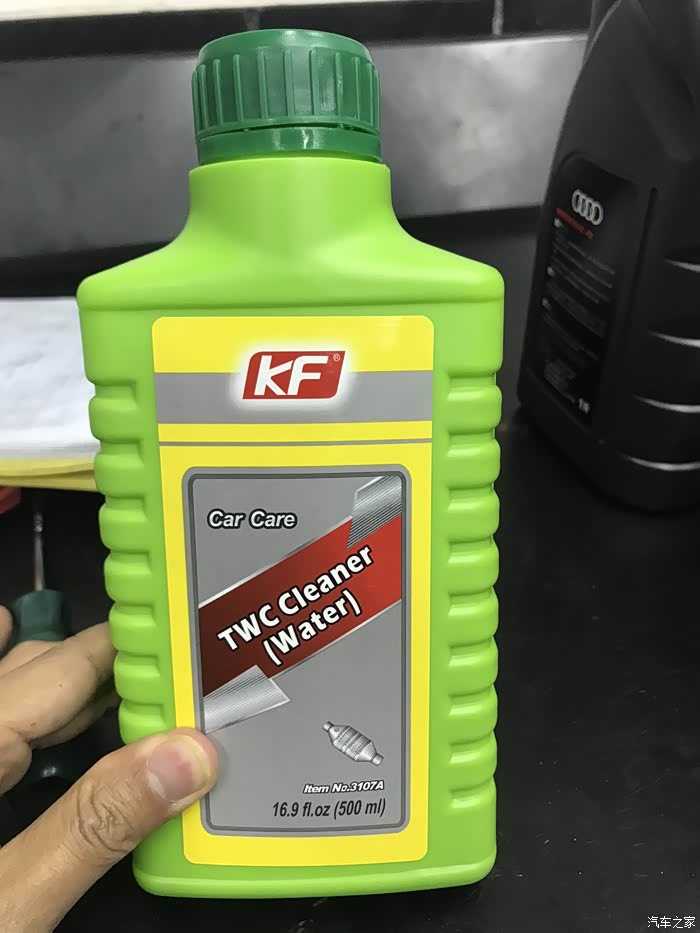 KF®
Car Care
TWC Cleaner
(Water)
Item No.3107A
16.9 fl.oz (500 ml)
汽车之家